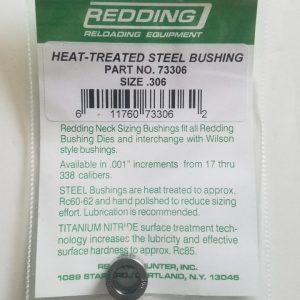 REDDING
RELOADING EQUIPMENT
HEAT-TREATED STEEL BUSHING
PART NO. 73306
SIZE .306
6 11760 73306 2
Redding Neck Sizing Bushings fit all Redding
Bushing Dies and interchange with Wilson
style bushings.
Available in .001" increments from 17 thru
338 calibers.
STEEL Bushings are heat treated to approx.
Rc60-62 and hand polished to reduce sizing
effort. Lubrication is recommended.
TITANIUM NITRIDE surface treatment tech-
nology increases the lubricity and effective
surface hardness to approx. Rc85.
HUNTER, INC.
1089 CORTLAND, N.Y. 13045